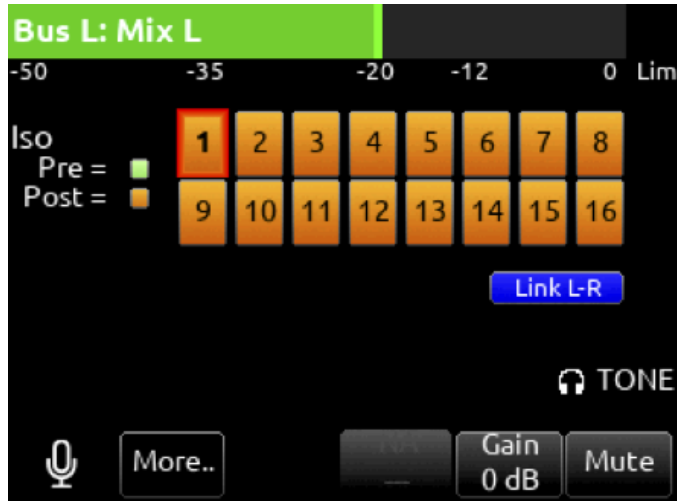 Bus L: Mix L
-50 -35 -20 -12 0 Lim
Iso
Pre =
Post =
1 2 3 4 5 6 7 8
9 10 11 12 13 14 15 16
Link L-R
TONE
More..
Gain
0 dB
Mute